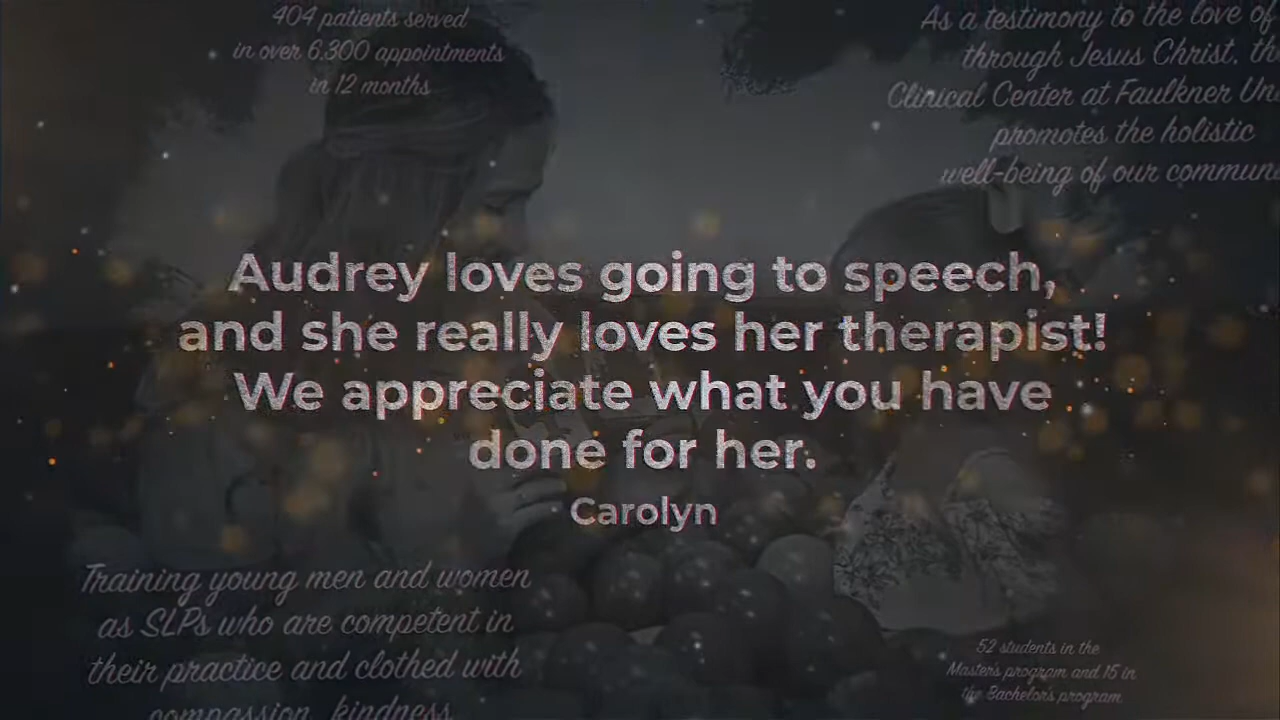 404 patients served
in over 6,300 appointments
in 12 months
As a testimony to the love of
through Jesus Christ, the
Clinical Center at Faulkner
promotes the holistic
well-being of our
Audrey loves going to speech,
and she really loves her therapist!
We appreciate what you have
done for her.
Carolyn
Training young men and women
as SLPs who are competent in
their practice and clothed with
compassion, kindness,
52 students in the
Master's program and 15 in
the Bachelor's program